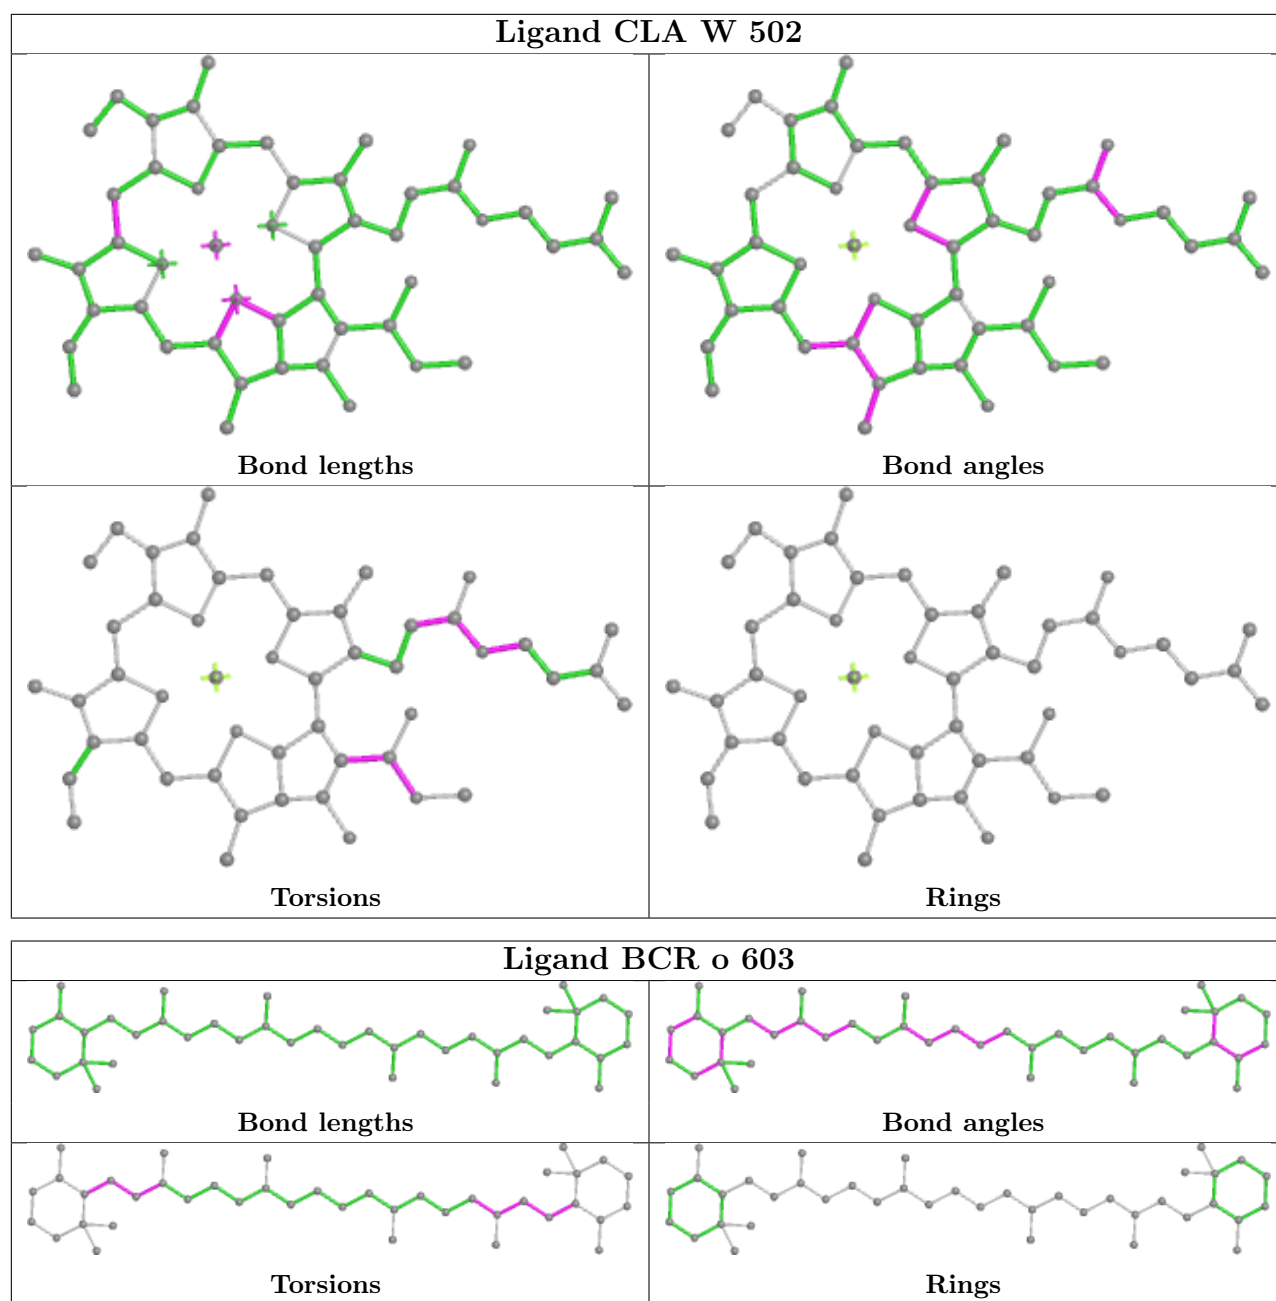 Ligand CLA W 502
Bond lengths
Bond angles
Torsions
Rings
Ligand BCR o 603
Bond lengths
Bond angles
Torsions
Rings